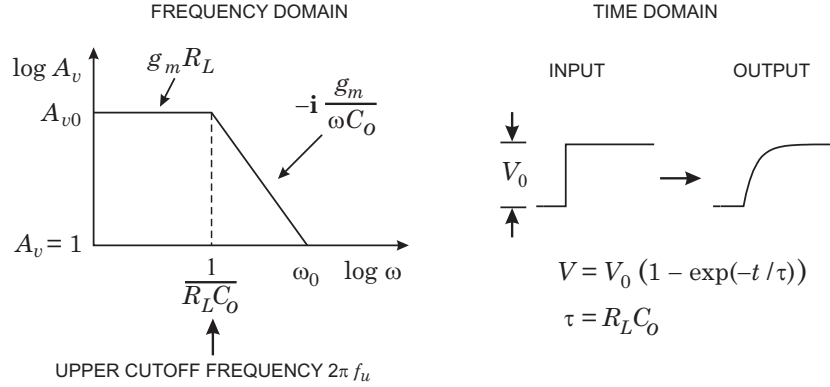 FREQUENCY DOMAIN
log A_v
g_m R_L
A_v0
–i g_m / ωC_o
A_v = 1
ω_0
log ω
1 / R_L C_o
UPPER CUTOFF FREQUENCY 2π f_u
TIME DOMAIN
INPUT
OUTPUT
V_0
V = V_0 (1 – exp(–t /τ))
τ = R_L C_o